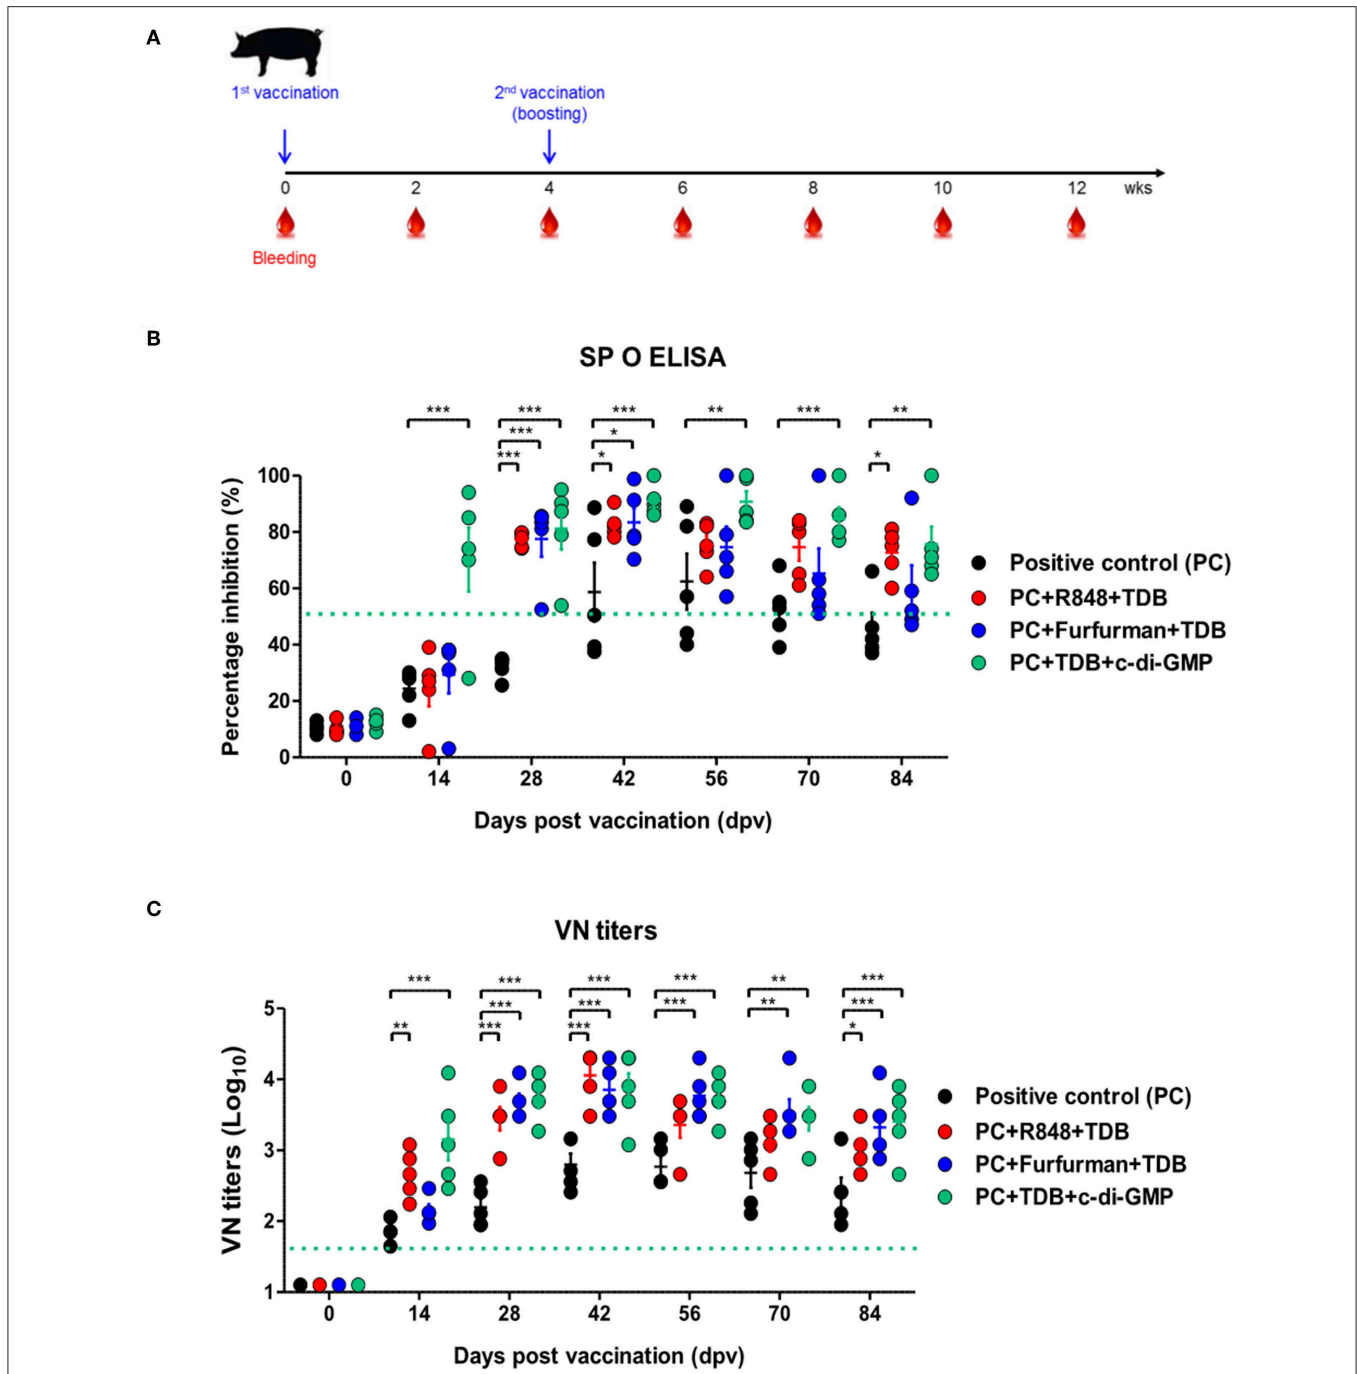 A
1st vaccination
2nd vaccination
(boosting)
0 2 4 6 8 10 12 wks
Bleeding
B
SP O ELISA
*** *** *** ** *** **
*** * *
*** *
100
80
60
40
20
0
Percentage inhibition (%)
0 14 28 42 56 70 84
Days post vaccination (dpv)
Positive control (PC)
PC+R848+TDB
PC+Furfurman+TDB
PC+TDB+c-di-GMP
C
VN titers
*** *** *** *** ** ***
*** *** *** ** ***
** *** *** *
5
4
3
2
1
VN titers (Log10)
0 14 28 42 56 70 84
Days post vaccination (dpv)
Positive control (PC)
PC+R848+TDB
PC+Furfurman+TDB
PC+TDB+c-di-GMP